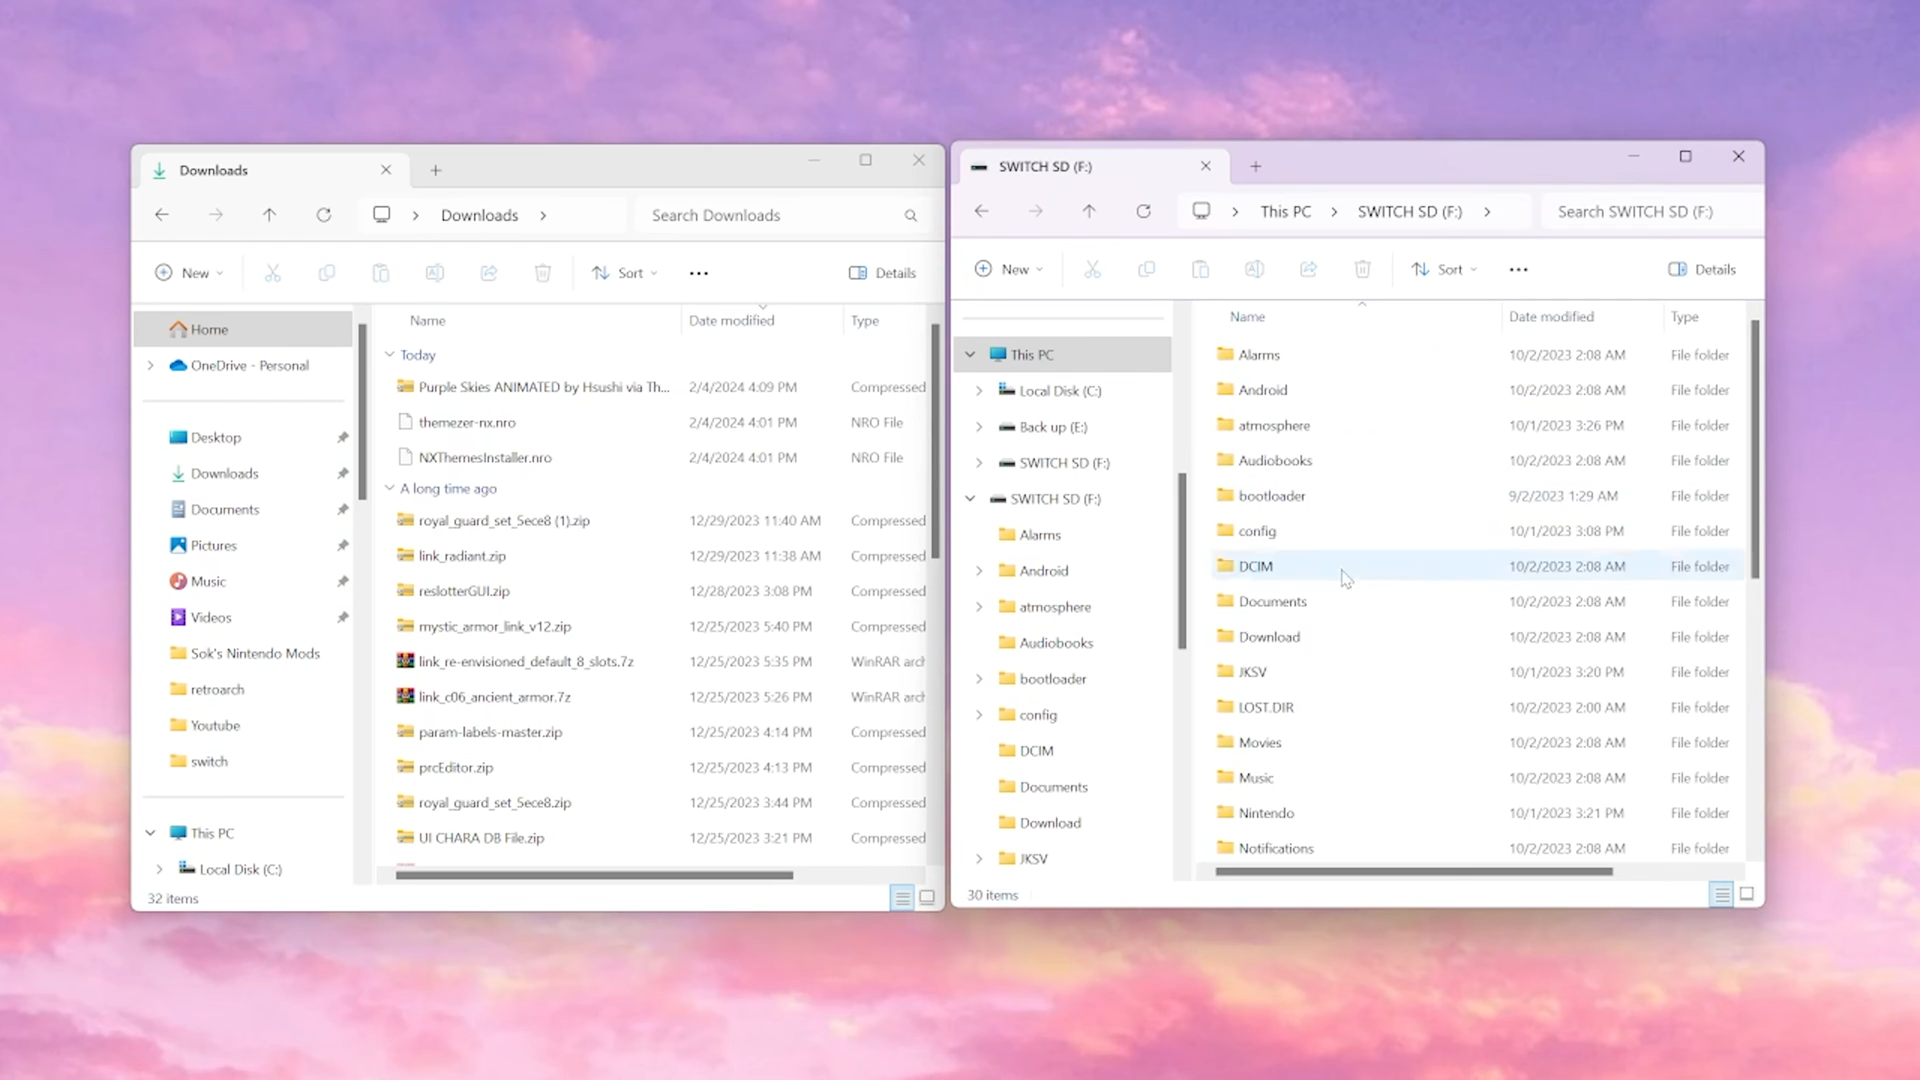 Downloads
Downloads
Search Downloads
New
Sort
Details
Home
OneDrive - Personal
Desktop
Downloads
Documents
Pictures
Music
Videos
Sok's Nintendo Mods
retroarch
Youtube
switch
This PC
Local Disk (C:)
Name Date modified Type
Today
Purple Skies ANIMATED by Hsushi via Th... 2/4/2024 4:09 PM Compressed
themezer-nx.nro 2/4/2024 4:01 PM NRO File
NXThemesInstaller.nro 2/4/2024 4:01 PM NRO File
A long time ago
royal_guard_set_5ece8 (1).zip 12/29/2023 11:40 AM Compressed
link_radiant.zip 12/29/2023 11:38 AM Compressed
reslotterGUI.zip 12/28/2023 3:08 PM Compressed
mystic_armor_link_v12.zip 12/25/2023 5:40 PM Compressed
link_re-envisioned_default_8_slots.7z 12/25/2023 5:35 PM WinRAR arch
link_c06_ancient_armor.7z 12/25/2023 5:26 PM WinRAR arch
param-labels-master.zip 12/25/2023 4:14 PM Compressed
prcEditor.zip 12/25/2023 4:13 PM Compressed
royal_guard_set_5ece8.zip 12/25/2023 3:44 PM Compressed
UI CHARA DB File.zip 12/25/2023 3:21 PM Compressed
32 items
SWITCH SD (F:)
This PC SWITCH SD (F:)
Search SWITCH SD (F:)
New
Sort
Details
This PC
Local Disk (C:)
Back up (E:)
SWITCH SD (F:)
SWITCH SD (F:)
Alarms
Android
atmosphere
Audiobooks
bootloader
config
DCIM
Documents
Download
JKSV
Name Date modified Type
Alarms 10/2/2023 2:08 AM File folder
Android 10/2/2023 2:08 AM File folder
atmosphere 10/1/2023 3:26 PM File folder
Audiobooks 10/2/2023 2:08 AM File folder
bootloader 9/2/2023 1:29 AM File folder
config 10/1/2023 3:08 PM File folder
DCIM 10/2/2023 2:08 AM File folder
Documents 10/2/2023 2:08 AM File folder
Download 10/2/2023 2:08 AM File folder
JKSV 10/1/2023 3:20 PM File folder
LOST.DIR 10/2/2023 2:00 AM File folder
Movies 10/2/2023 2:08 AM File folder
Music 10/2/2023 2:08 AM File folder
Nintendo 10/1/2023 3:21 PM File folder
Notifications 10/2/2023 2:08 AM File folder
30 items